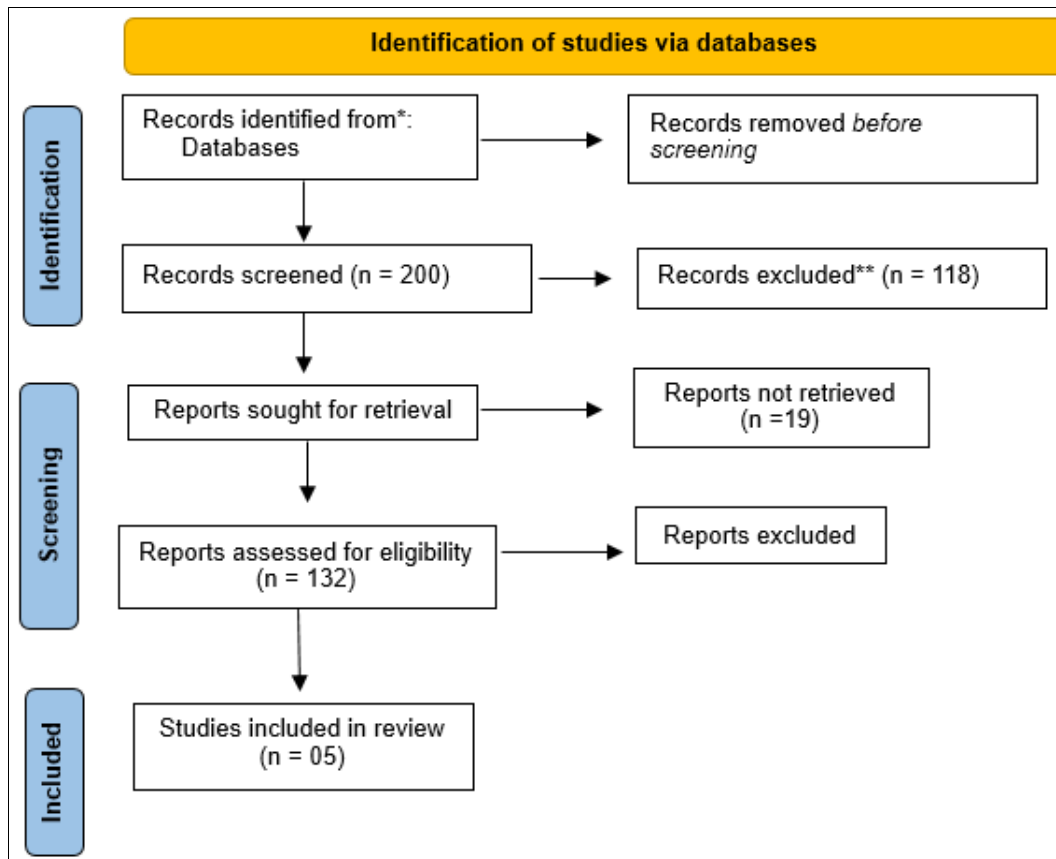 Identification of studies via databases
Identification
Records identified from*:
Databases
Records removed before
screening
Records screened (n = 200)
Records excluded** (n = 118)
Screening
Reports sought for retrieval
Reports not retrieved
(n =19)
Reports assessed for eligibility
(n = 132)
Reports excluded
Included
Studies included in review
(n = 05)